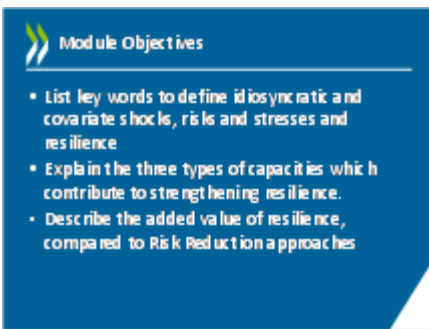 Module Objectives
• List key words to define idiosyncratic and
covariate shocks, risks and stresses and
resilience
• Explain the three types of capacities which
contribute to strengthening resilience.
• Describe the added value of resilience,
compared to Risk Reduction approaches